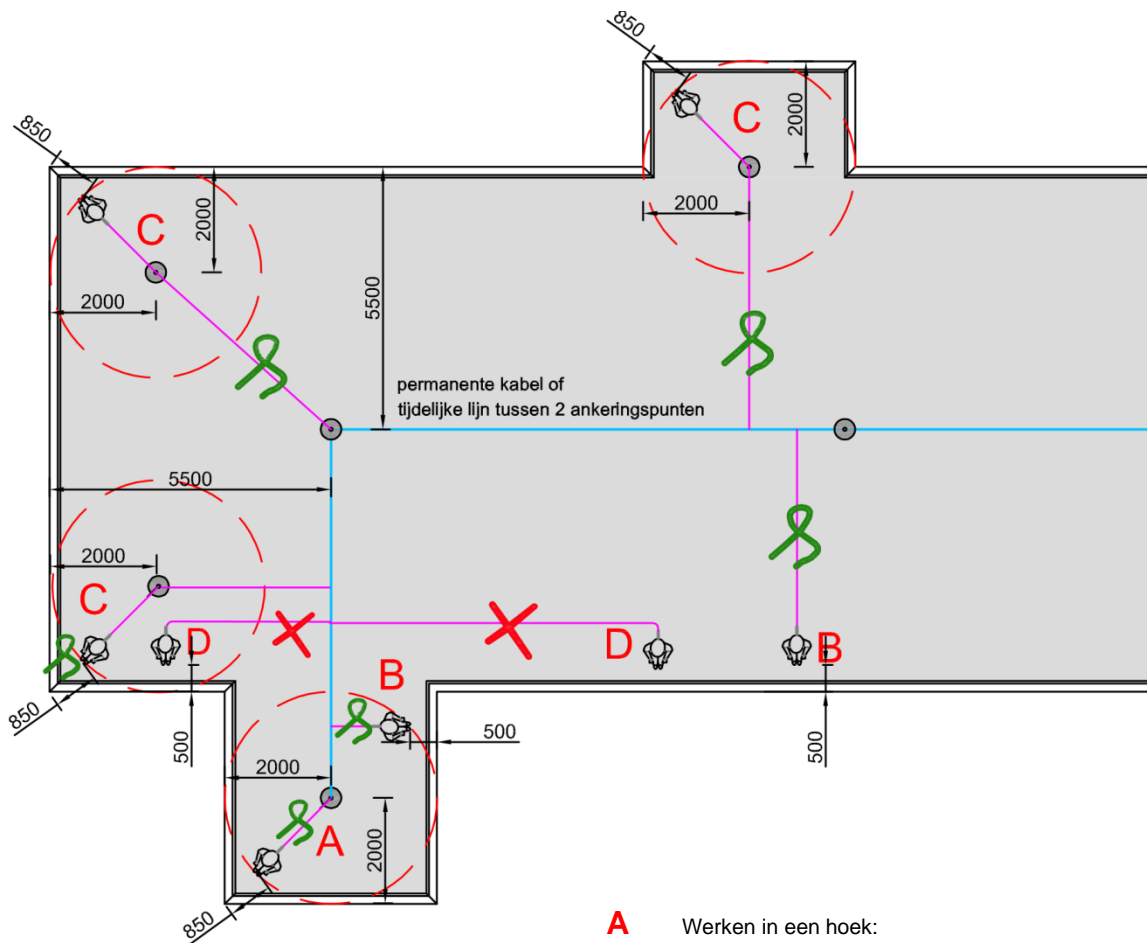 850
C
2000
850
C
2000
2000
5500
2000
permanente kabel of
tijdelijke lijn tussen 2 ankeringspunten
5500
2000
C
D
D
B
B
850
500
500
500
2000
A
2000
850
A Werken in een hoek: